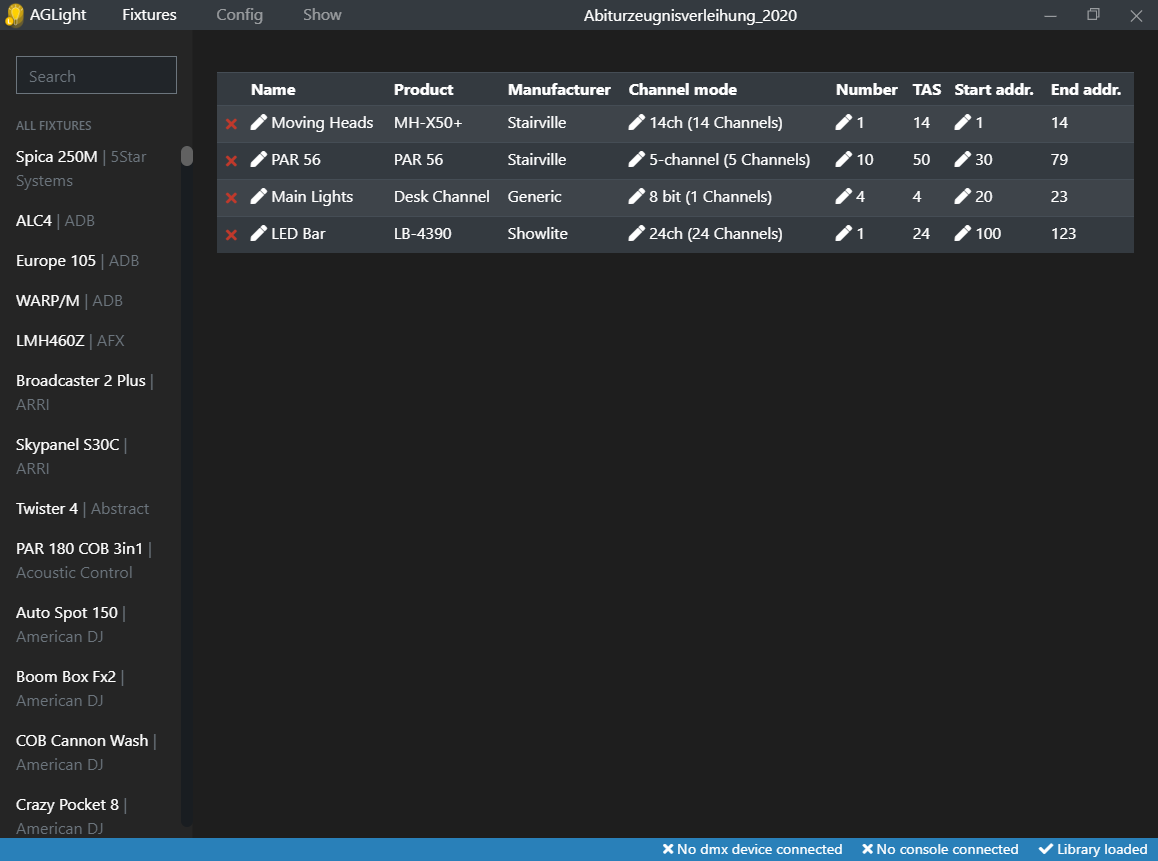 AGLight Fixtures Config Show Abiturzeugnisverleihung_2020
Search
ALL FIXTURES
Spica 250M | 5Star
Systems
ALC4 | ADB
Europe 105 | ADB
WARP/M | ADB
LMH460Z | AFX
Broadcaster 2 Plus |
ARRI
Skypanel S30C |
ARRI
Twister 4 | Abstract
PAR 180 COB 3in1 |
Acoustic Control
Auto Spot 150 |
American DJ
Boom Box Fx2 |
American DJ
COB Cannon Wash |
American DJ
Crazy Pocket 8 |
American DJ
Name Product Manufacturer Channel mode Number TAS Start addr. End addr.
Moving Heads MH-X50+ Stairville 14ch (14 Channels) 1 14 1 14
PAR 56 PAR 56 Stairville 5-channel (5 Channels) 10 50 30 79
Main Lights Desk Channel Generic 8 bit (1 Channels) 4 4 20 23
LED Bar LB-4390 Showlite 24ch (24 Channels) 1 24 100 123
No dmx device connected No console connected Library loaded